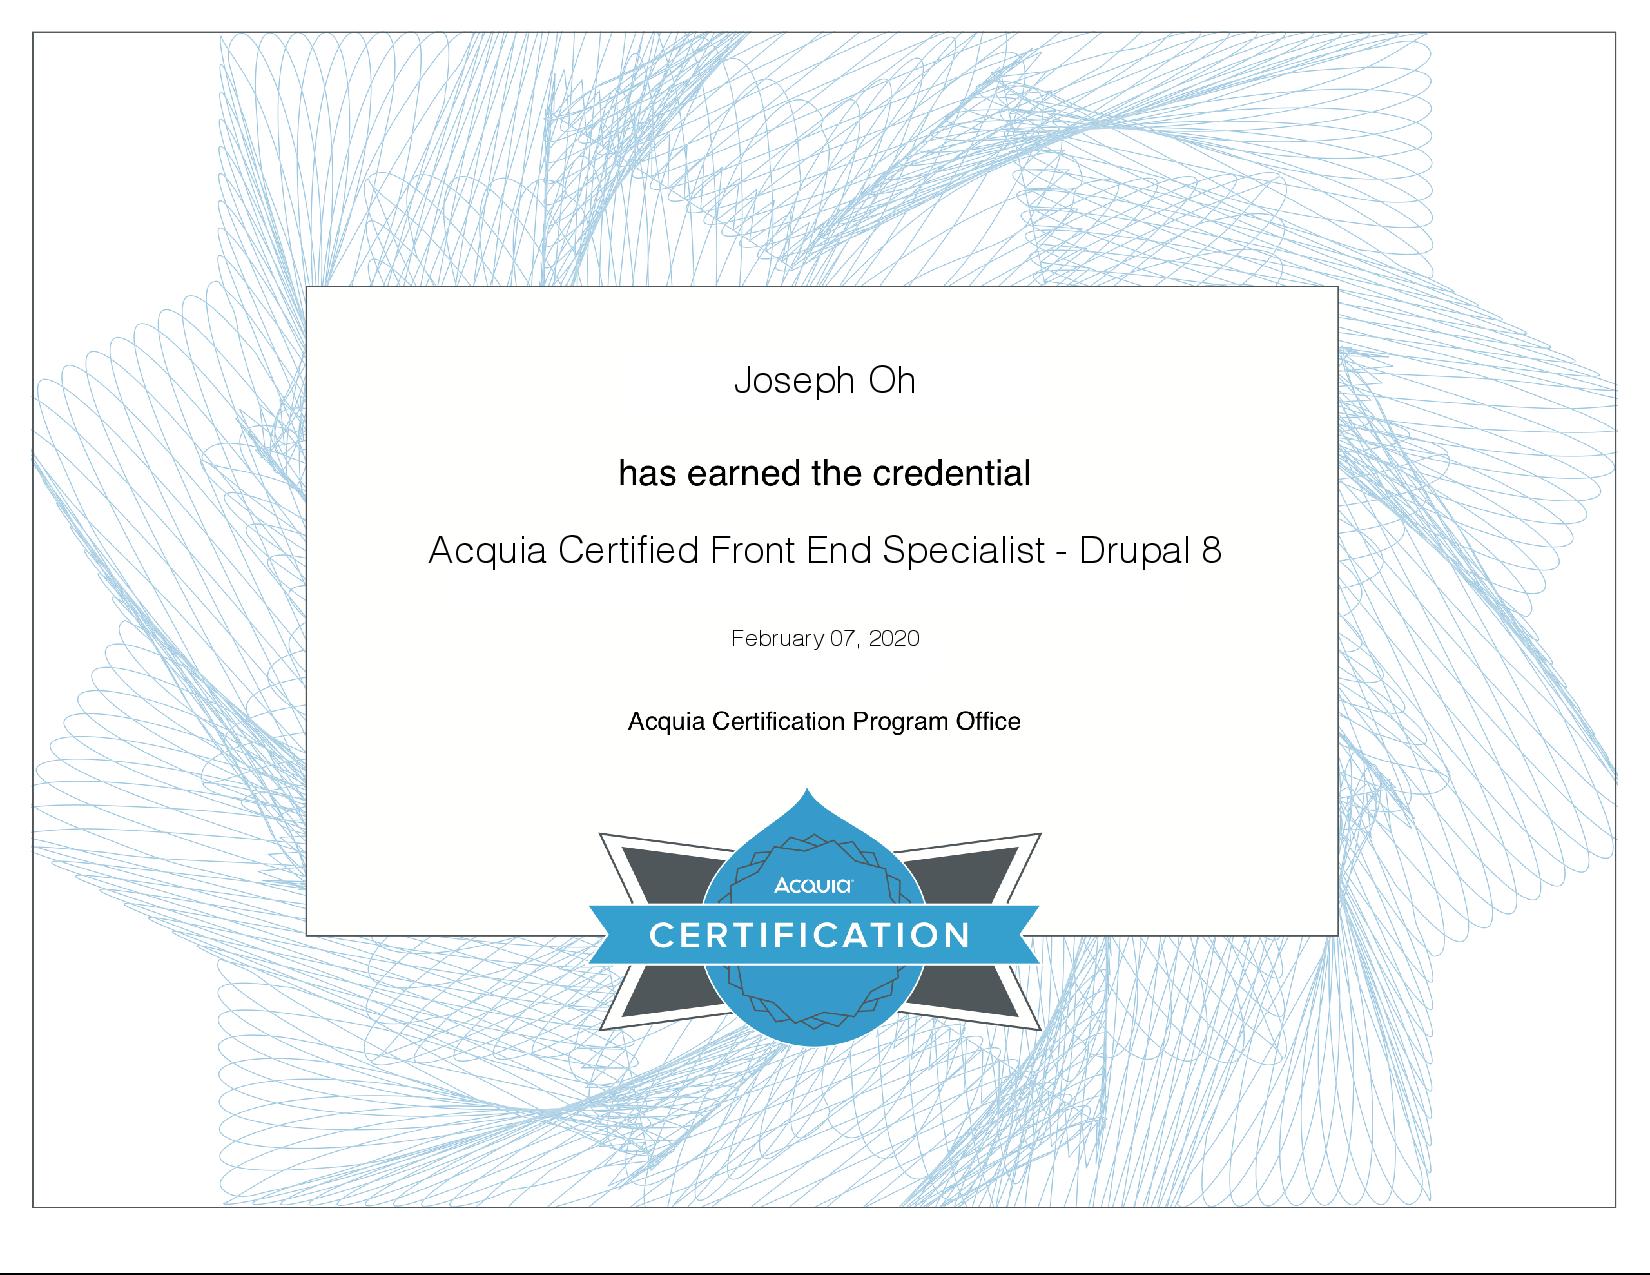 Joseph Oh
has earned the credential
Acquia Certified Front End Specialist - Drupal 8
February 07, 2020
Acquia Certification Program Office
ACQUIA
CERTIFICATION